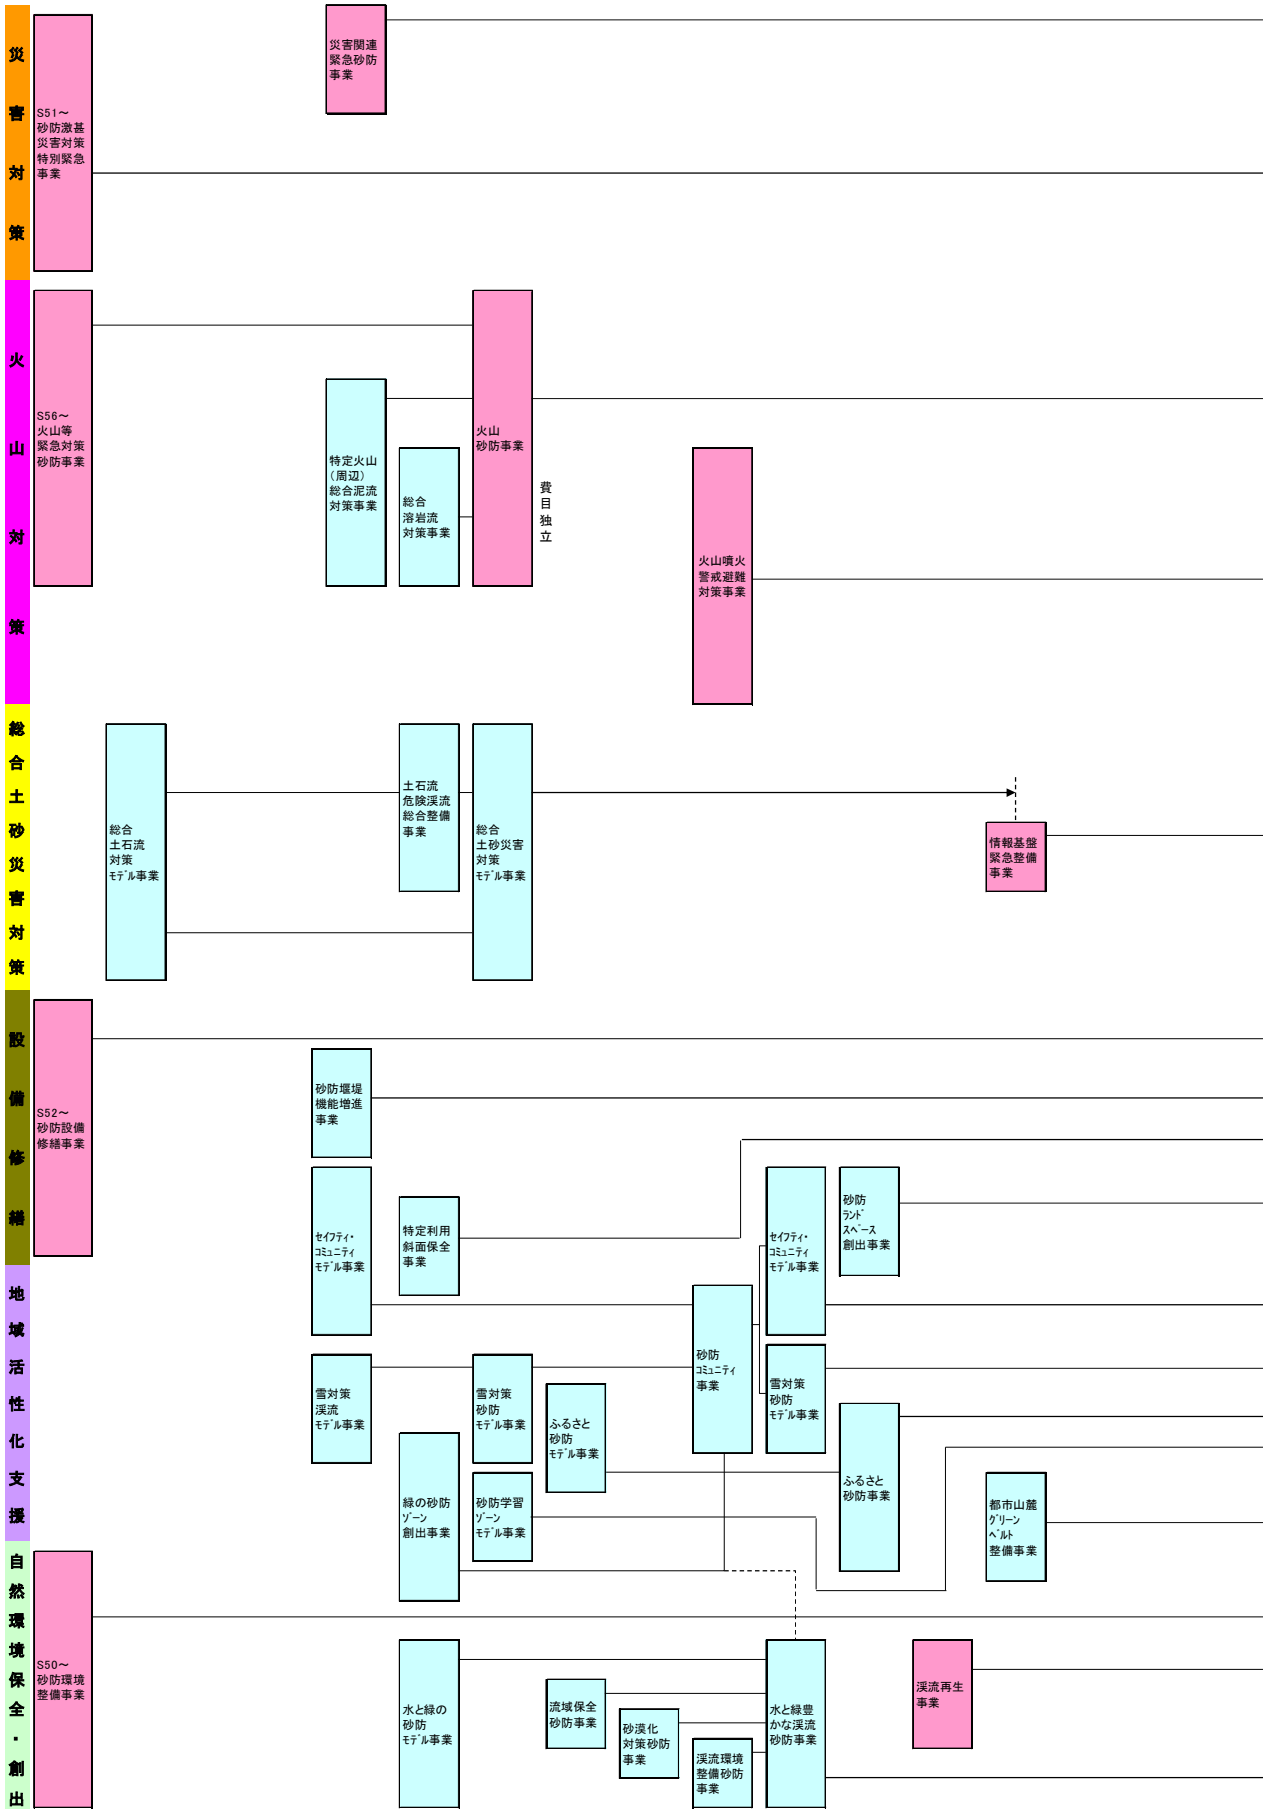 災害対策
S51～
砂防激甚
災害対策
特別緊急
事業
災害関連
緊急砂防
事業
火山対策
S56～
火山等
緊急対策
砂防事業
特定火山
（周辺）
総合泥流
対策事業
総合
溶岩流
対策事業
火山
砂防事業
費目独立
火山噴火
警戒避難
対策事業
総合土砂災害対策
総合
土石流
対策
ﾓﾃﾞﾙ事業
土石流
危険渓流
総合整備
事業
総合
土砂災害
対策
ﾓﾃﾞﾙ事業
情報基盤
緊急整備
事業
設備修繕
S52～
砂防設備
修繕事業
砂防堰堤
機能増進
事業
ｾｲﾌﾃｨ・
ｺﾐｭﾆﾃｨ
ﾓﾃﾞﾙ事業
特定利用
斜面保全
事業
ｾｲﾌﾃｨ・
ｺﾐｭﾆﾃｨ
ﾓﾃﾞﾙ事業
砂防
ﾗﾝﾄﾞ
ｽﾍﾟｰｽ
創出事業
地域活性化支援
雪対策
渓流
ﾓﾃﾞﾙ事業
緑の砂防
ｿﾞｰﾝ
創出事業
雪対策
砂防
ﾓﾃﾞﾙ事業
砂防学習
ｿﾞｰﾝ
ﾓﾃﾞﾙ事業
ふるさと
砂防
ﾓﾃﾞﾙ事業
砂防
ｺﾐｭﾆﾃｨ
事業
雪対策
砂防
ﾓﾃﾞﾙ事業
ふるさと
砂防事業
都市山麓
ｸﾞﾘｰﾝ
ﾍﾞﾙﾄ
整備事業
自然環境保全・創出
S50～
砂防環境
整備事業
水と緑の
砂防
ﾓﾃﾞﾙ事業
流域保全
砂防事業
砂漠化
対策砂防
事業
渓流環境
整備砂防
事業
水と緑豊
かな渓流
砂防事業
渓流再生
事業